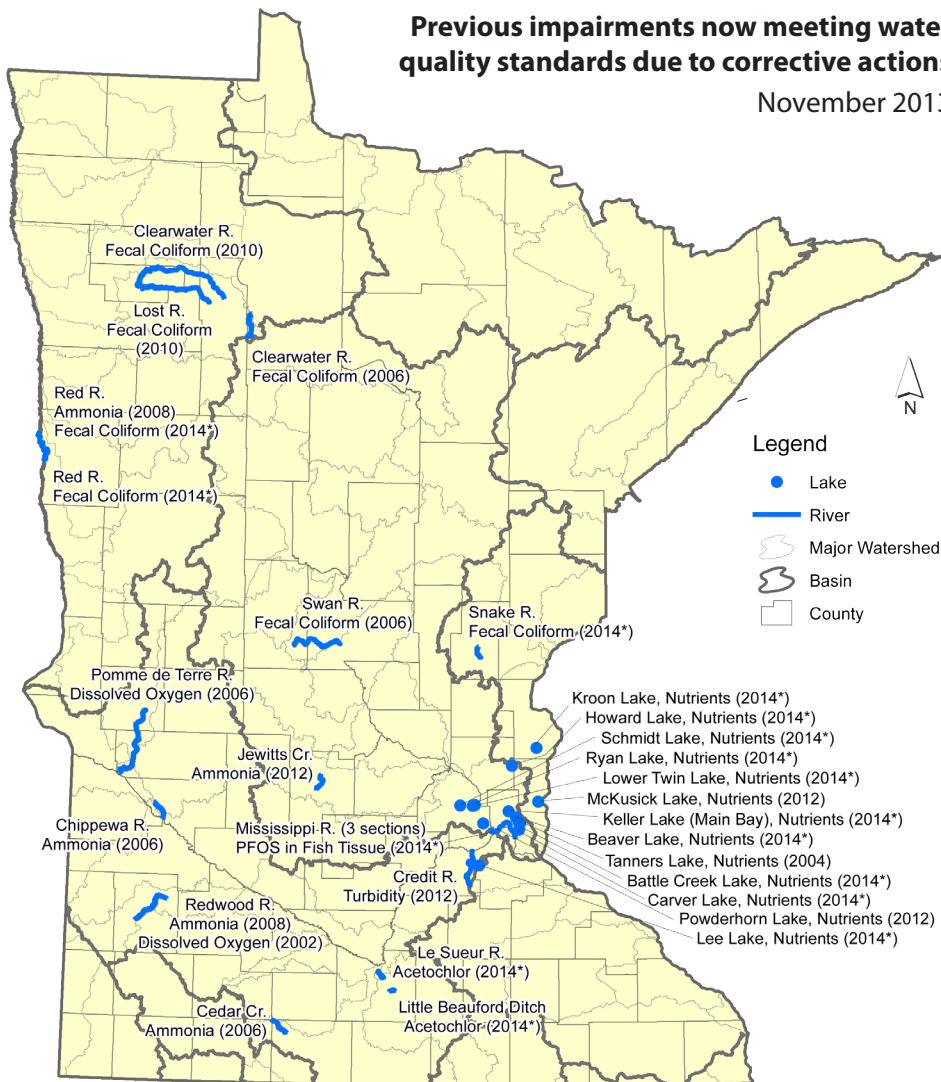 Previous impairments now meeting water
quality standards due to corrective actions
November 2013
Clearwater R.
Fecal Coliform (2010)
Lost R.
Fecal Coliform
(2010)
Clearwater R.
Fecal Coliform (2006)
Red R.
Ammonia (2008)
Fecal Coliform (2014*)
Red R.
Fecal Coliform (2014*)
N
Legend
Lake
River
Major Watershed
Basin
County
Swan R.
Fecal Coliform (2006)
Snake R.
Fecal Coliform (2014*)
Pomme de Terre R.
Dissolved Oxygen (2006)
Jewitts Cr.
Ammonia (2012)
Chippewa R.
Ammonia (2006)
Mississippi R. (3 sections)
PFOS in Fish Tissue (2014*)
Credit R.
Turbidity (2012)
Redwood R.
Ammonia (2008)
Dissolved Oxygen (2002)
Le Sueur R.
Acetochlor (2014*)
Little Beauford Ditch
Acetochlor (2014*)
Cedar Cr.
Ammonia (2006)
Kroon Lake, Nutrients (2014*)
Howard Lake, Nutrients (2014*)
Schmidt Lake, Nutrients (2014*)
Ryan Lake, Nutrients (2014*)
Lower Twin Lake, Nutrients (2014*)
McKusick Lake, Nutrients (2012)
Keller Lake (Main Bay), Nutrients (2014*)
Beaver Lake, Nutrients (2014*)
Tanners Lake, Nutrients (2004)
Battle Creek Lake, Nutrients (2014*)
Carver Lake, Nutrients (2014*)
Powderhorn Lake, Nutrients (2012)
Lee Lake, Nutrients (2014*)